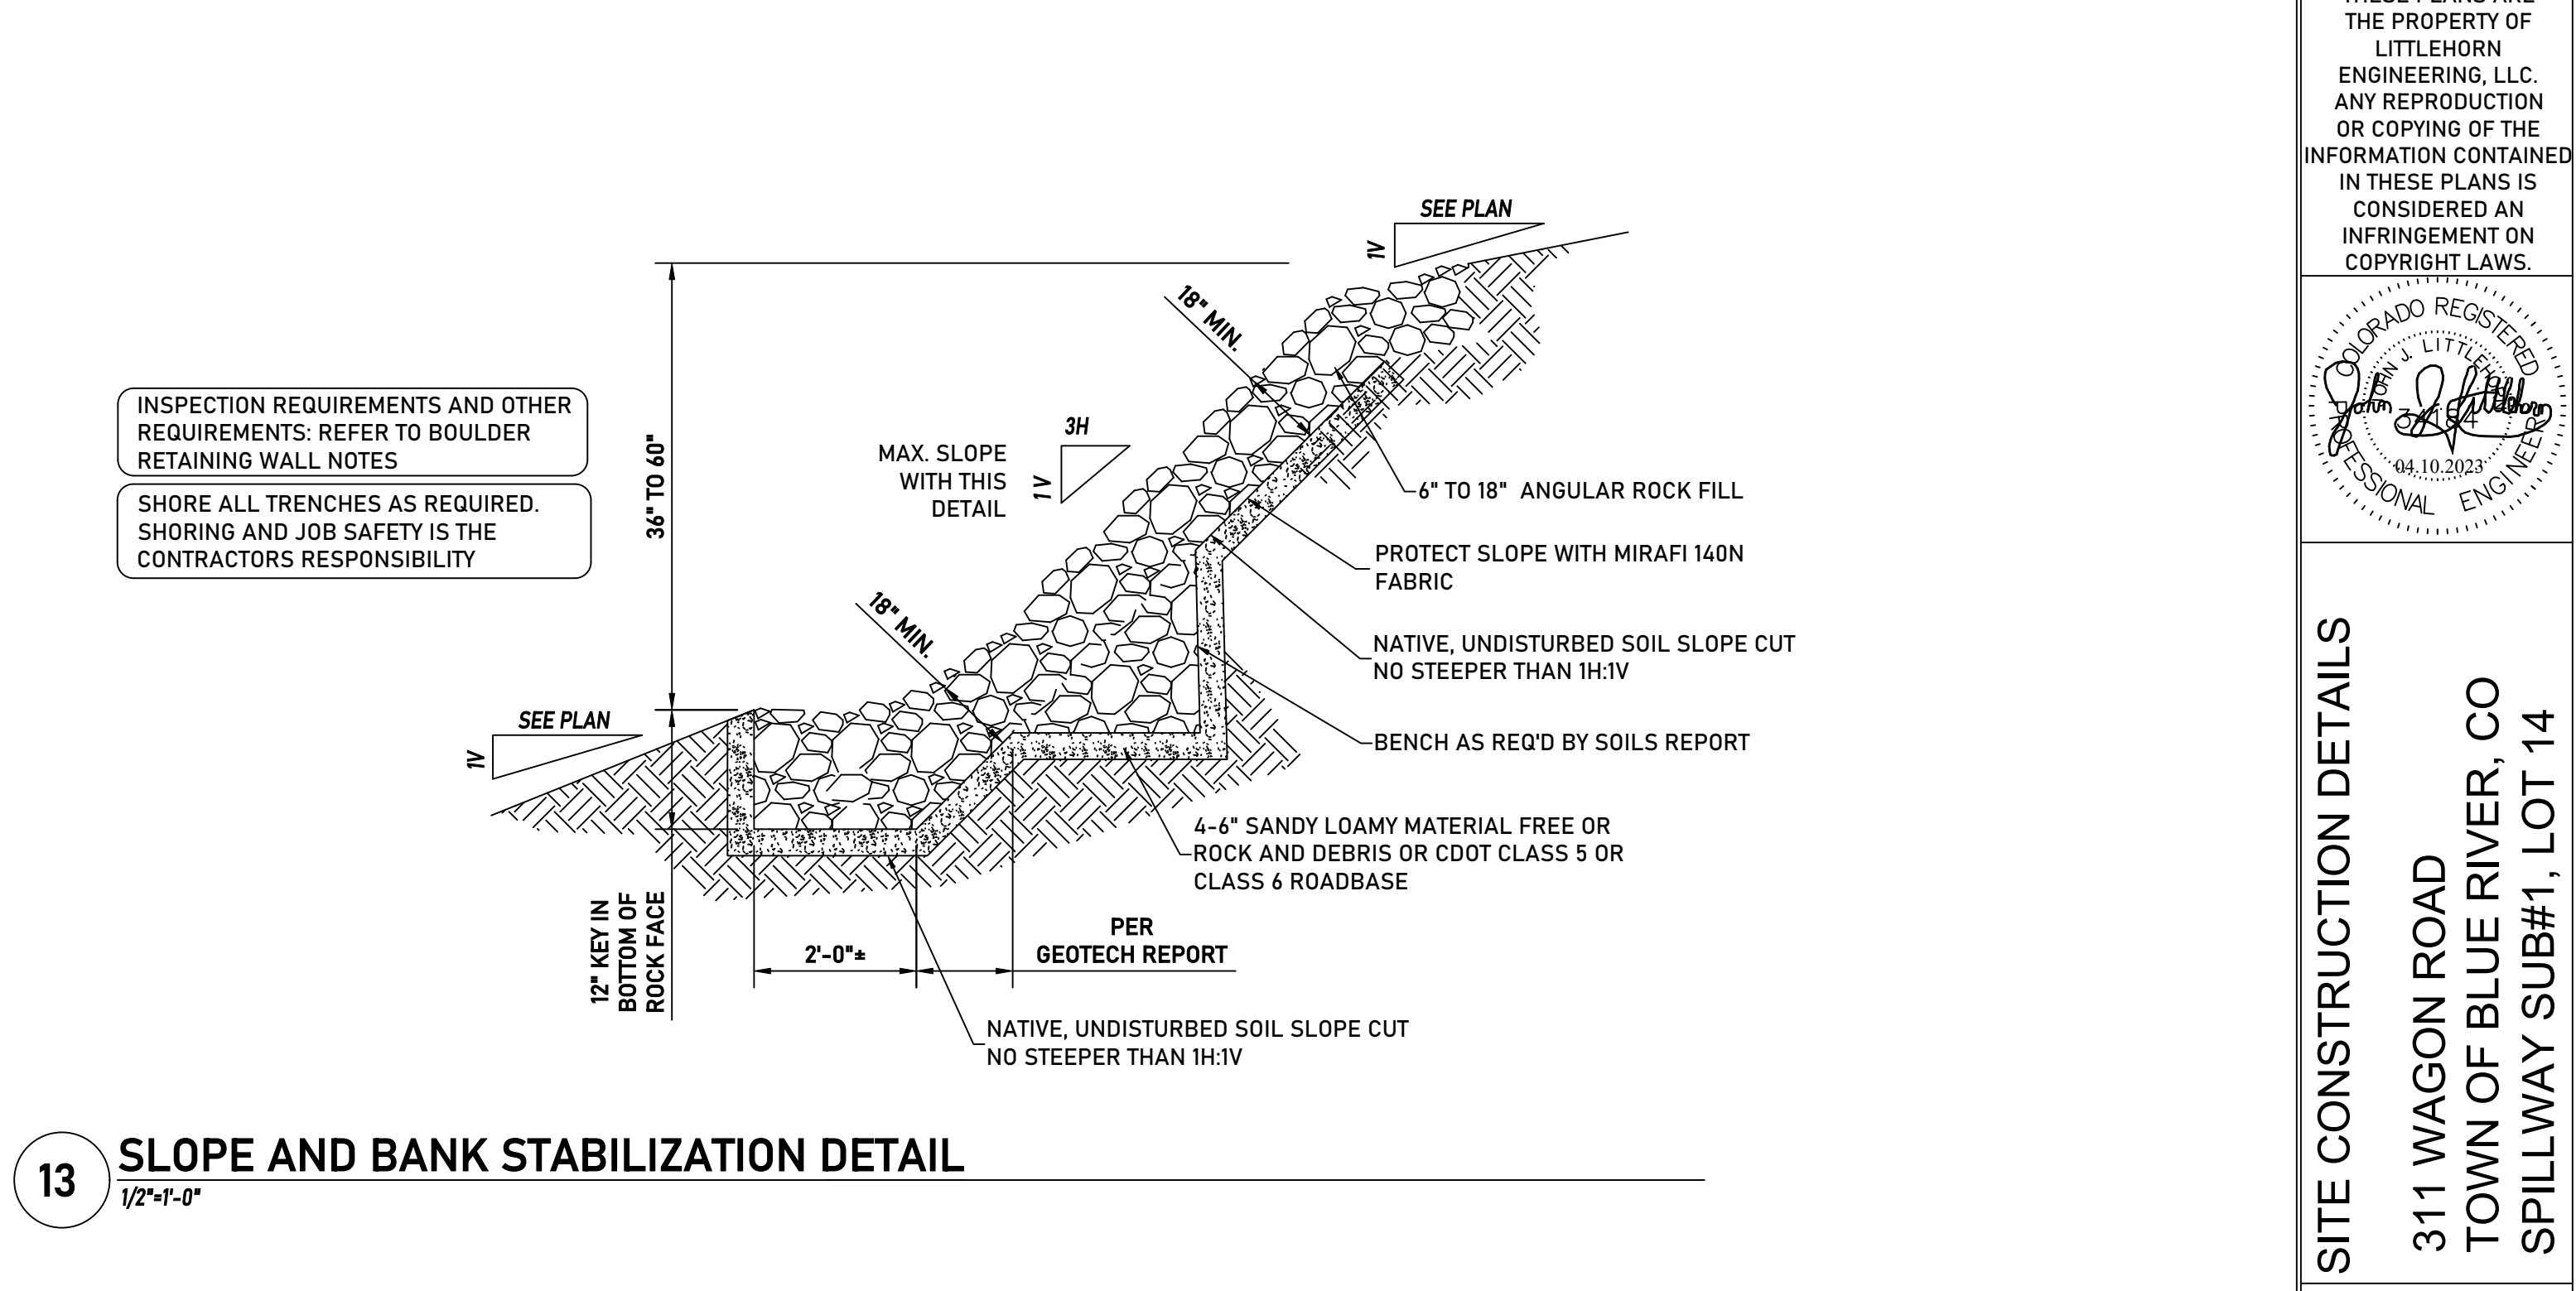 THE PROPERTY OF
LITTLEHORN
ENGINEERING, LLC.
ANY REPRODUCTION
OR COPYING OF THE
INFORMATION CONTAINED
IN THESE PLANS IS
CONSIDERED AN
INFRINGEMENT ON
COPYRIGHT LAWS.
COLORADO REGISTERED
JOHN J. LITTLEHORN
04.10.2023
PROFESSIONAL ENGINEER
SITE CONSTRUCTION DETAILS
311 WAGON ROAD
TOWN OF BLUE RIVER, CO
SPILLWAY SUB#1, LOT 14
SEE PLAN
1V
18" MIN.
INSPECTION REQUIREMENTS AND OTHER
REQUIREMENTS: REFER TO BOULDER
RETAINING WALL NOTES
SHORE ALL TRENCHES AS REQUIRED.
SHORING AND JOB SAFETY IS THE
CONTRACTORS RESPONSIBILITY
36" TO 60"
MAX. SLOPE
WITH THIS
DETAIL
3H
1V
6" TO 18" ANGULAR ROCK FILL
PROTECT SLOPE WITH MIRAFI 140N
FABRIC
18" MIN.
NATIVE, UNDISTURBED SOIL SLOPE CUT
NO STEEPER THAN 1H:1V
SEE PLAN
1V
BENCH AS REQ'D BY SOILS REPORT
4-6" SANDY LOAMY MATERIAL FREE OR
ROCK AND DEBRIS OR CDOT CLASS 5 OR
CLASS 6 ROADBASE
12" KEY IN
BOTTOM OF
ROCK FACE
2'-0"±
PER
GEOTECH REPORT
NATIVE, UNDISTURBED SOIL SLOPE CUT
NO STEEPER THAN 1H:1V
13
SLOPE AND BANK STABILIZATION DETAIL
1/2"=1'-0"